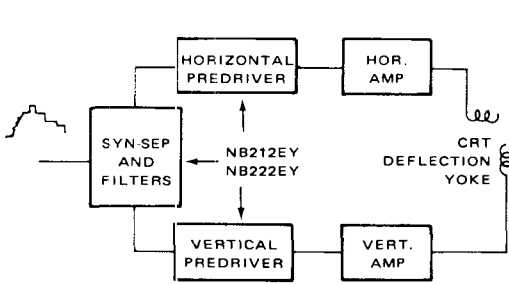 HORIZONTAL
PREDRIVER
HOR.
AMP
SYN-SEP
AND
FILTERS
NB212EY
NB222EY
CRT
DEFLECTION
YOKE
VERTICAL
PREDRIVER
VERT.
AMP